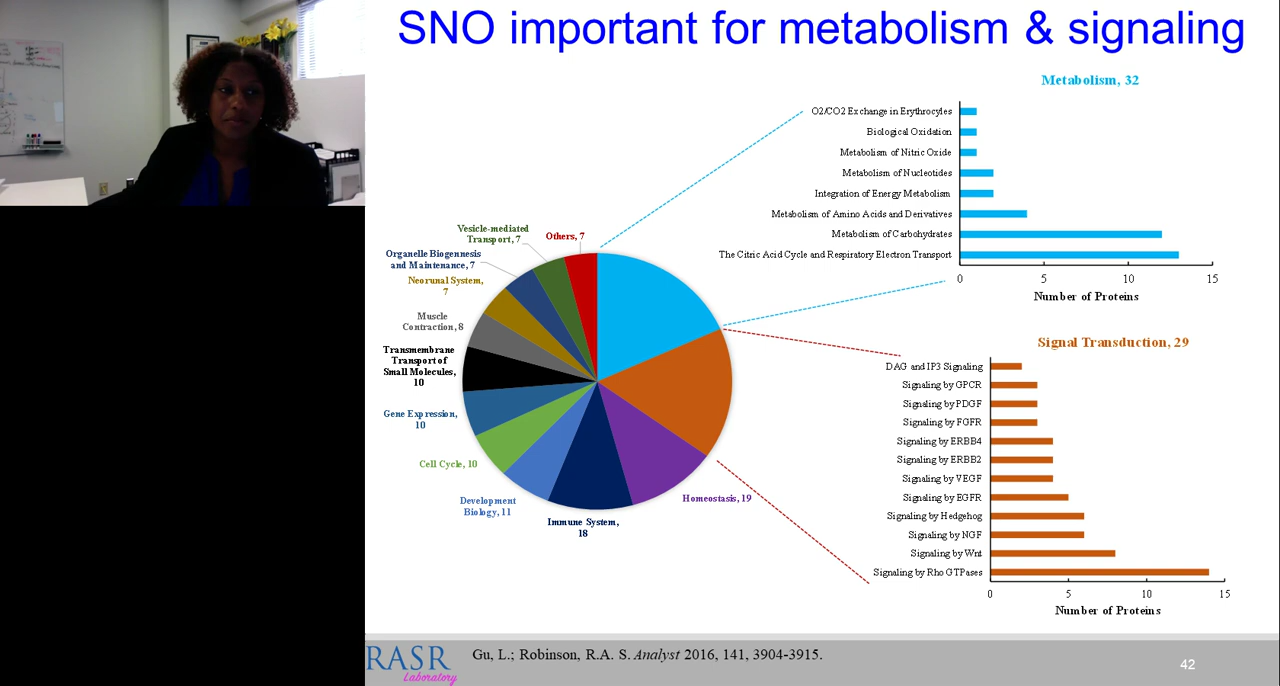 SNO important for metabolism & signaling
Metabolism, 32
O2/CO2 Exchange in Erythrocyles
Biological Oxidation
Metabolism of Nitric Oxide
Metabolism of Nucleotides
Integration of Energy Metabolism
Metabolism of Amino Acids and Derivatives
Metabolism of Carbohydrates
The Citric Acid Cycle and Respiratory Electron Transport
0 5 10 15
Number of Proteins
Vesicle-mediated
Transport, 7
Others, 7
Organelle Biogennesis
and Maintenance, 7
Neorunal System,
7
Muscle
Contraction, 8
Transmembrane
Transport of
Small Molecules,
10
Gene Expression,
10
Cell Cycle, 10
Development
Biology, 11
Immune System,
18
Homeostasis, 19
Signal Transduction, 29
DAG and IP3 Signaling
Signaling by GPCR
Signaling by PDGF
Signaling by FGFR
Signaling by ERBB4
Signaling by ERBB2
Signaling by VEGF
Signaling by EGFR
Signaling by Hedgehog
Signaling by NGF
Signaling by Wnt
Signaling by Rho GTPases
0 5 10 15
Number of Proteins
RASR
Laboratory
Gu, L.; Robinson, R.A. S. Analyst 2016, 141, 3904-3915.
42